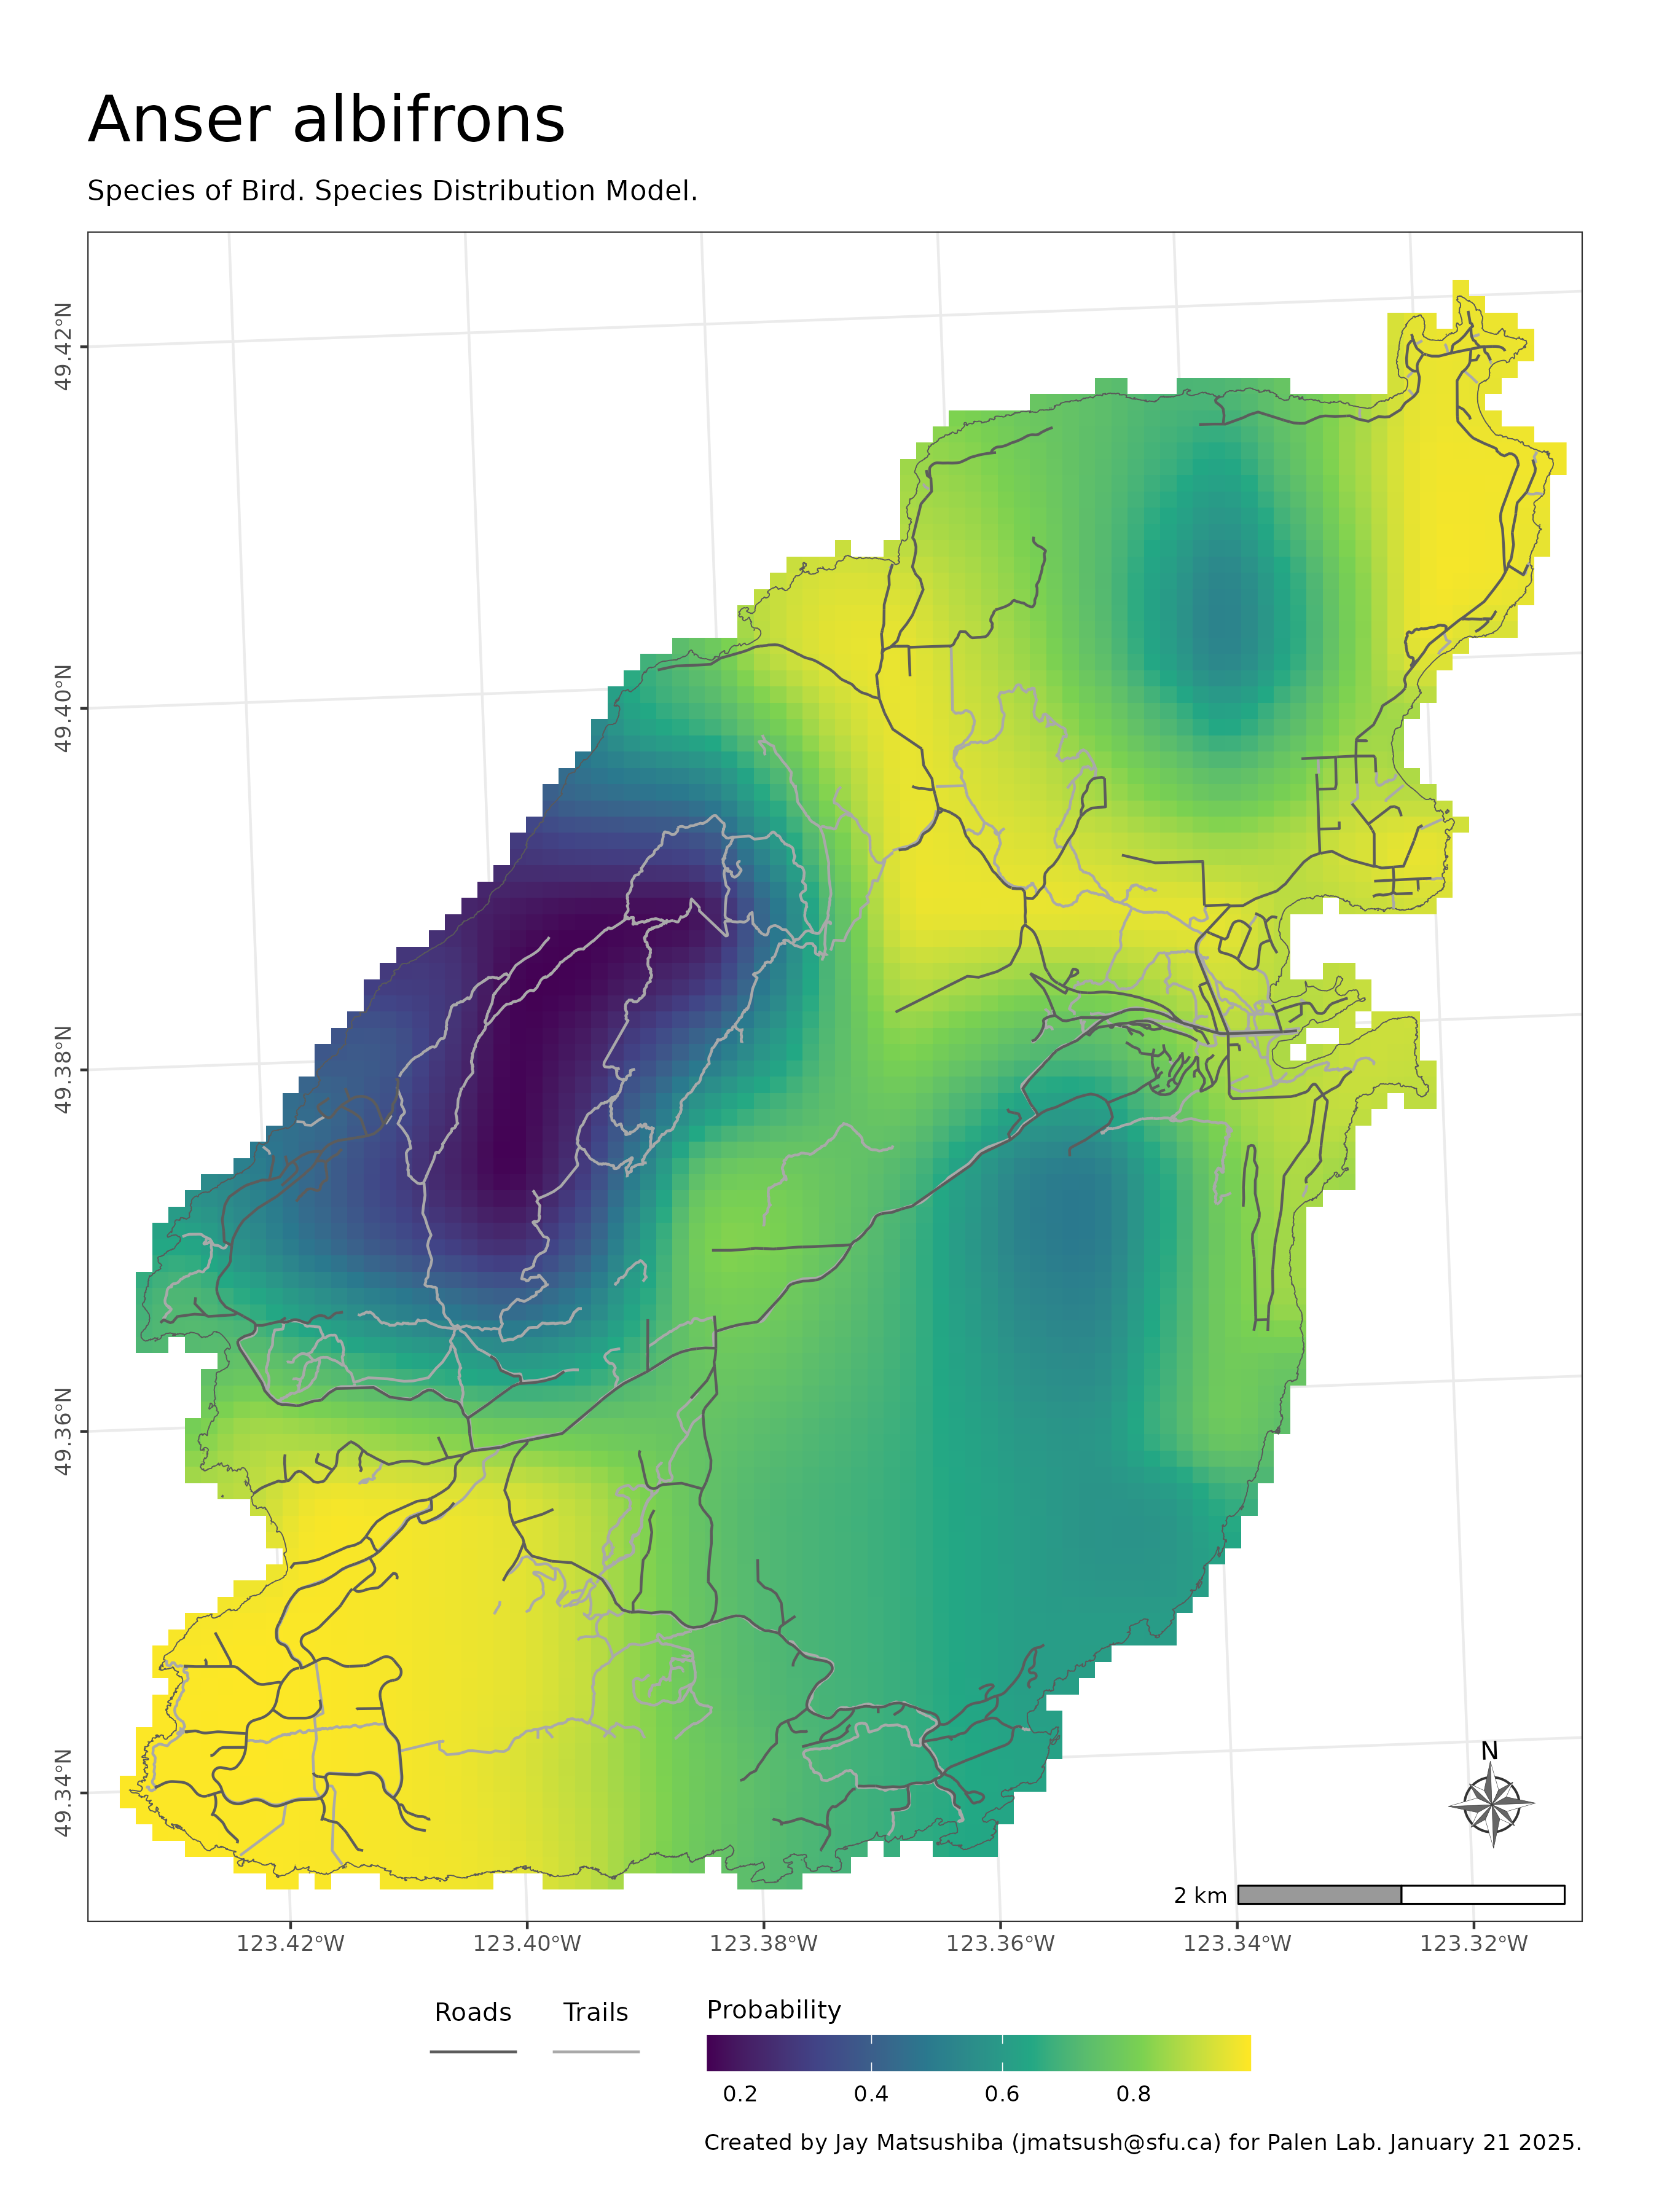 Anser albifrons
Species of Bird. Species Distribution Model.
49.42°N
49.40°N
49.38°N
49.36°N
49.34°N
N
2 km
123.42°W 123.40°W 123.38°W 123.36°W 123.34°W 123.32°W
Roads Trails Probability
0.2 0.4 0.6 0.8
Created by Jay Matsushiba (jmatsush@sfu.ca) for Palen Lab. January 21 2025.